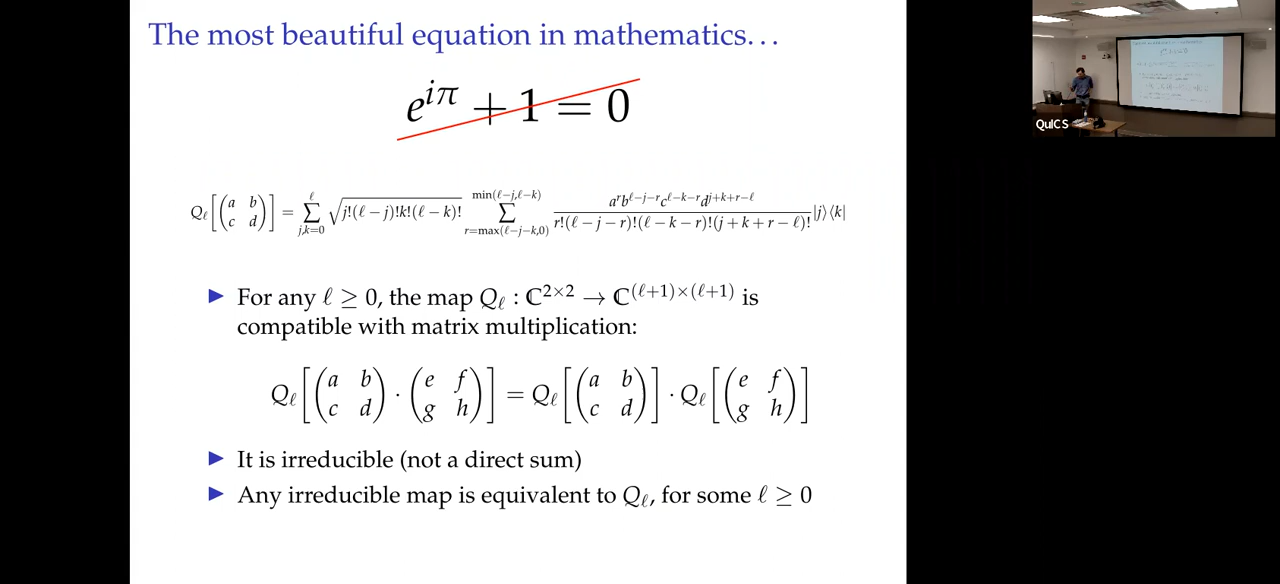 The most beautiful equation in mathematics...
e^{iπ} + 1 = 0
Q_ℓ[(a b; c d)] = ∑_{j,k=0}^{ℓ} √(j!(ℓ−j)!k!(ℓ−k)!) ∑_{r=max(ℓ−j−k,0)}^{min(ℓ−j,ℓ−k)} (a^r b^{ℓ−j−r} c^{ℓ−k−r} d^{j+k+r−ℓ})/(r!(ℓ−j−r)!(ℓ−k−r)!(j+k+r−ℓ)!) |j⟩⟨k|
▶ For any ℓ ≥ 0, the map Q_ℓ : ℂ^{2×2} → ℂ^{(ℓ+1)×(ℓ+1)} is
compatible with matrix multiplication:
Q_ℓ[(a b; c d) · (e f; g h)] = Q_ℓ[(a b; c d)] · Q_ℓ[(e f; g h)]
▶ It is irreducible (not a direct sum)
▶ Any irreducible map is equivalent to Q_ℓ, for some ℓ ≥ 0
QuICS